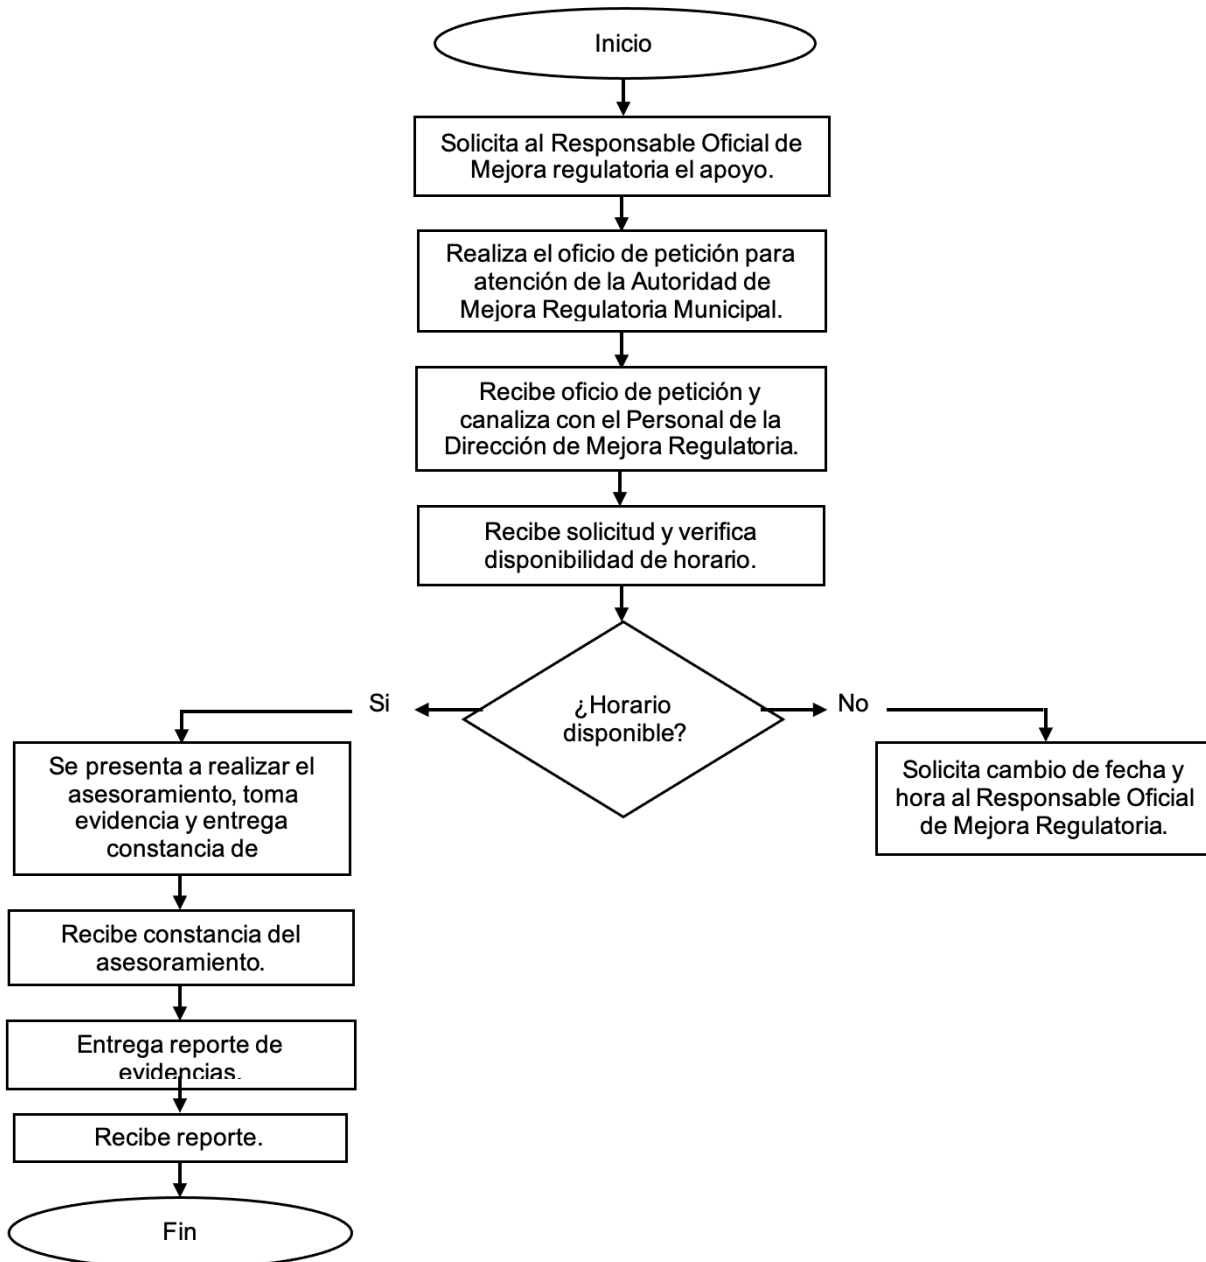 Inicio
Solicita al Responsable Oficial de
Mejora regulatoria el apoyo.
Realiza el oficio de petición para
atención de la Autoridad de
Mejora Regulatoria Municipal.
Recibe oficio de petición y
canaliza con el Personal de la
Dirección de Mejora Regulatoria.
Recibe solicitud y verifica
disponibilidad de horario.
¿Horario
disponible?
Si
No
Se presenta a realizar el
asesoramiento, toma
evidencia y entrega
constancia de
Solicita cambio de fecha y
hora al Responsable Oficial
de Mejora Regulatoria.
Recibe constancia del
asesoramiento.
Entrega reporte de
evidencias.
Recibe reporte.
Fin